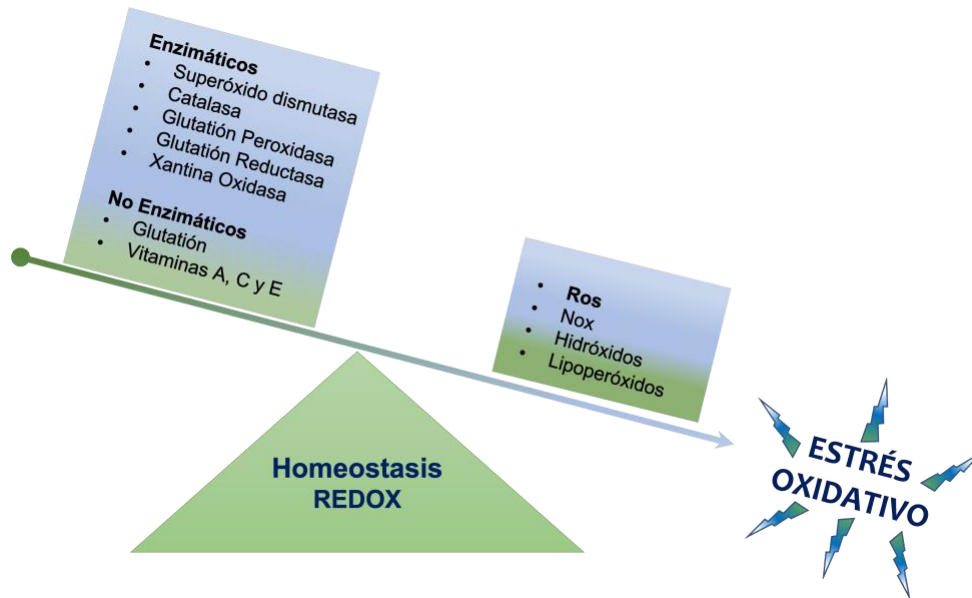 Enzimáticos
• Superóxido dismutasa
• Catalasa
• Glutatión Peroxidasa
• Glutatión Reductasa
• Xantina Oxidasa
No Enzimáticos
• Glutatión
• Vitaminas A, C y E
• Ros
• Nox
• Hidróxidos
• Lipoperóxidos
Homeostasis
REDOX
ESTRÉS
OXIDATIVO